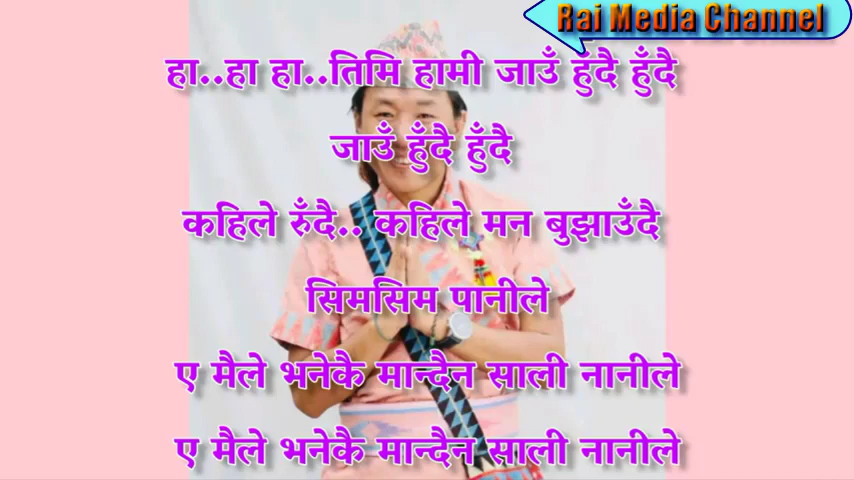 Rai Media Channel
हा..हा हा..तिमि हामी जाउँ हुँदै हुँदै
जाउँ हुँदै हुँदै
कहिले रुँदै.. कहिले मन बुझाउँदै
सिमसिम पानीले
ए मैले भनेकै मान्दैन साली नानीले
ए मैले भनेकै मान्दैन साली नानीले